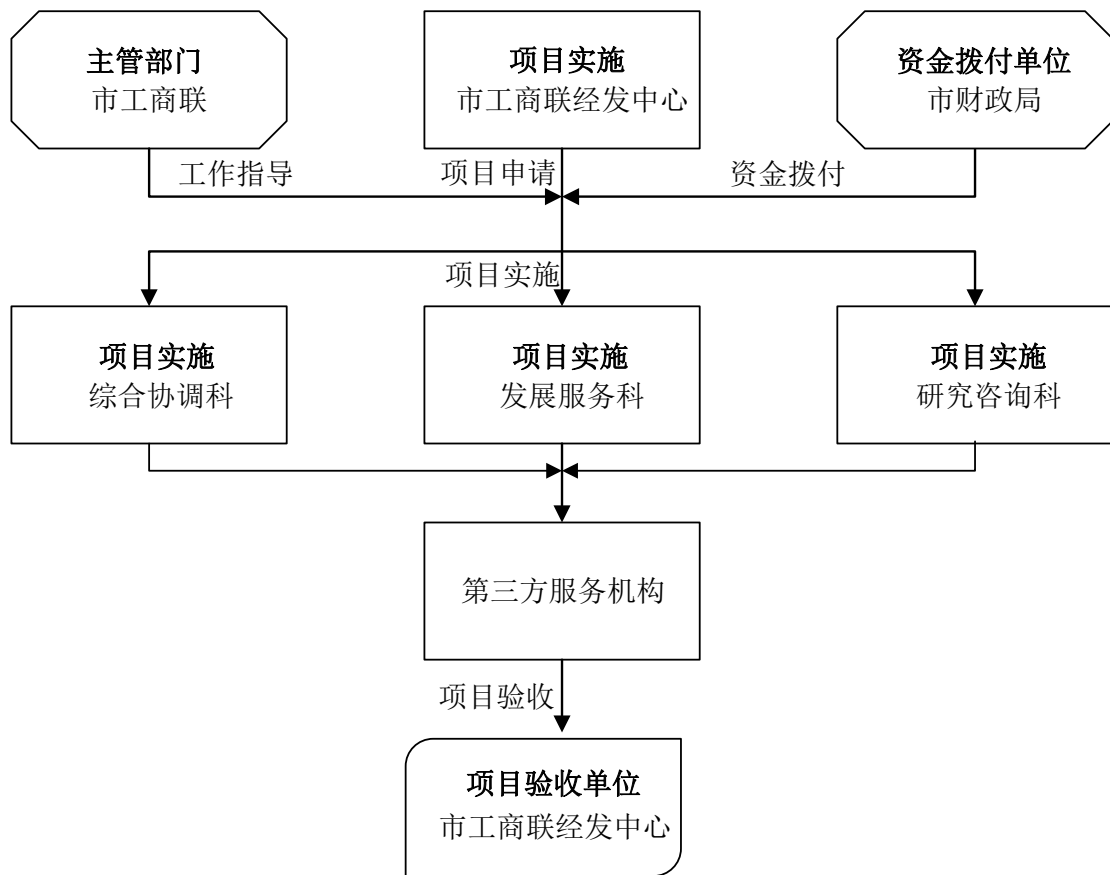 主管部门
市工商联
项目实施
市工商联经发中心
资金拨付单位
市财政局
工作指导
项目申请
资金拨付
项目实施
项目实施
综合协调科
项目实施
发展服务科
项目实施
研究咨询科
第三方服务机构
项目验收
项目验收单位
市工商联经发中心